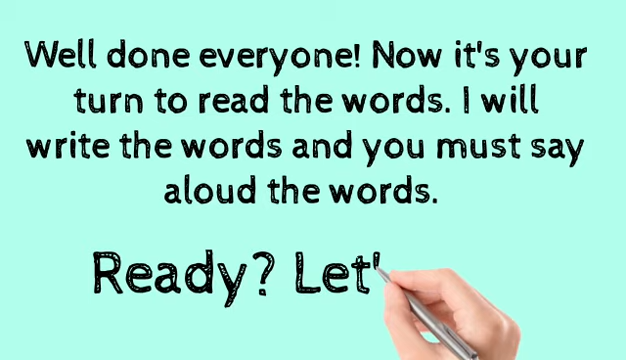 Well done everyone! Now it's your
turn to read the words. I will
write the words and you must say
aloud the words.
Ready? Let'